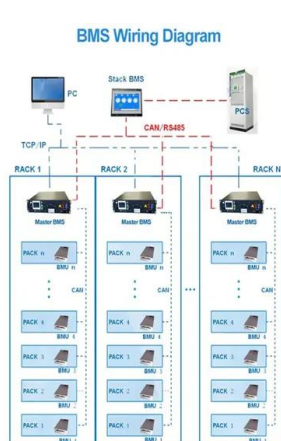 BMS Wiring Diagram
Stack BMS
PC
PCS
CAN/RS485
TCP/IP
RACK 1 RACK 2 RACK N
Master BMS Master BMS Master BMS
PACK n PACK n PACK n
BMU n BMU n BMU n
CAN CAN CAN
PACK 4 PACK 4 PACK 4
BMU 4 BMU 4 BMU 4
PACK 3 PACK 3 PACK 3
BMU 3 BMU 3 BMU 3
PACK 2 PACK 2 PACK 2
BMU 2 BMU 2 BMU 2
PACK 1 PACK 1 PACK 1